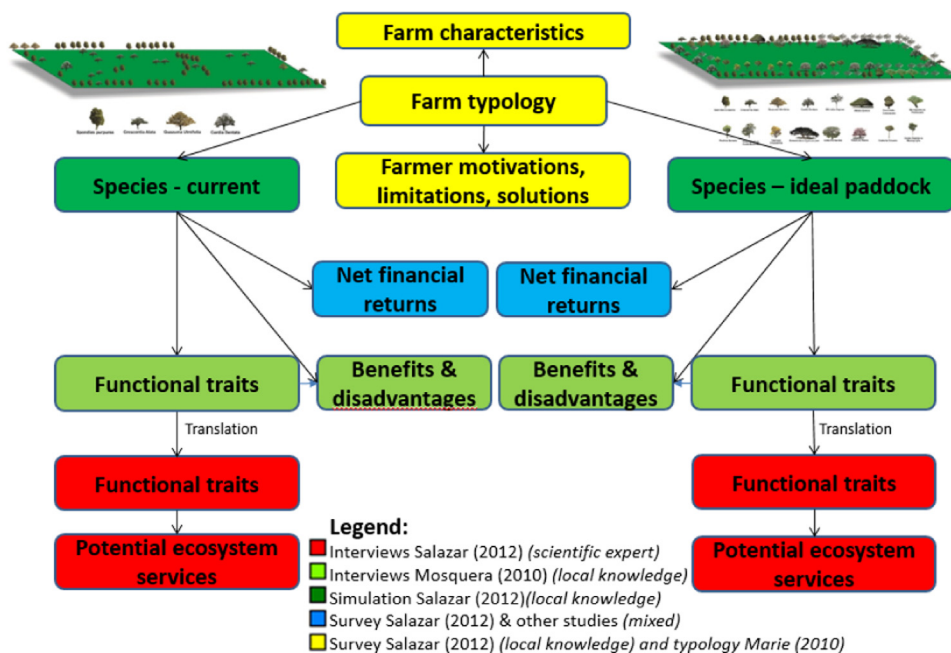 Farm characteristics
Farm typology
Farmer motivations,
limitations, solutions
Species - current
Species – ideal paddock
Net financial
returns
Net financial
returns
Functional traits
Benefits &
disadvantages
Benefits &
disadvantages
Functional traits
Translation
Translation
Functional traits
Functional traits
Potential ecosystem
services
Potential ecosystem
services
Legend:
Interviews Salazar (2012) (scientific expert)
Interviews Mosquera (2010) (local knowledge)
Simulation Salazar (2012)(local knowledge)
Survey Salazar (2012) & other studies (mixed)
Survey Salazar (2012) (local knowledge) and typology Marie (2010)